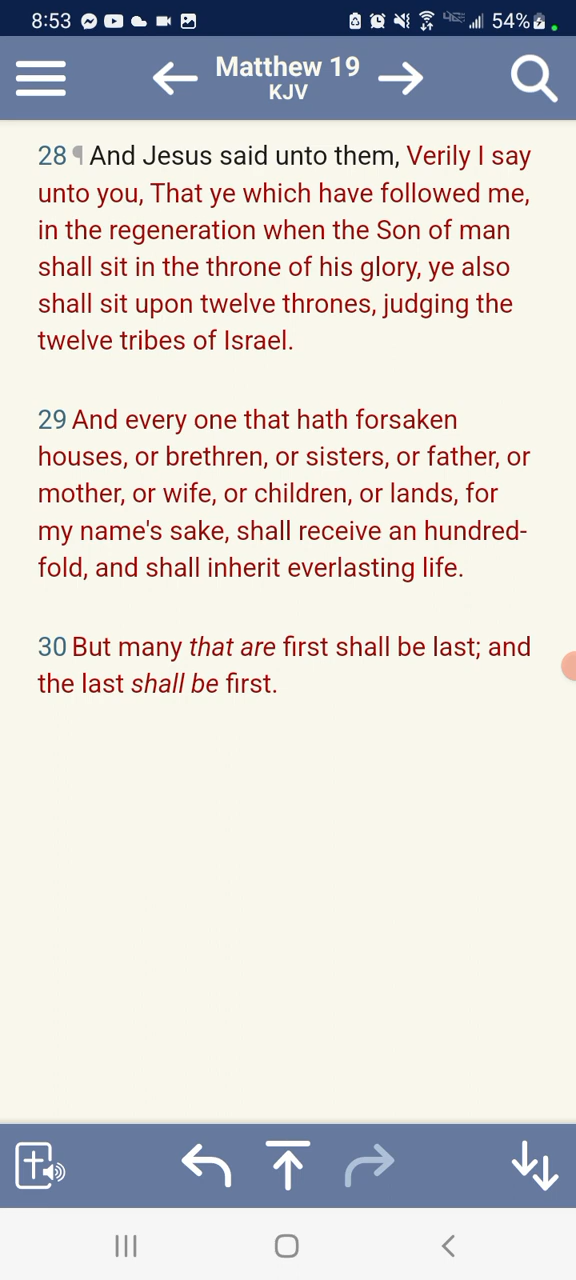 8:53
54%
Matthew 19
KJV
28 ¶ And Jesus said unto them, Verily I say
unto you, That ye which have followed me,
in the regeneration when the Son of man
shall sit in the throne of his glory, ye also
shall sit upon twelve thrones, judging the
twelve tribes of Israel.
29 And every one that hath forsaken
houses, or brethren, or sisters, or father, or
mother, or wife, or children, or lands, for
my name's sake, shall receive an hundred-
fold, and shall inherit everlasting life.
30 But many that are first shall be last; and
the last shall be first.